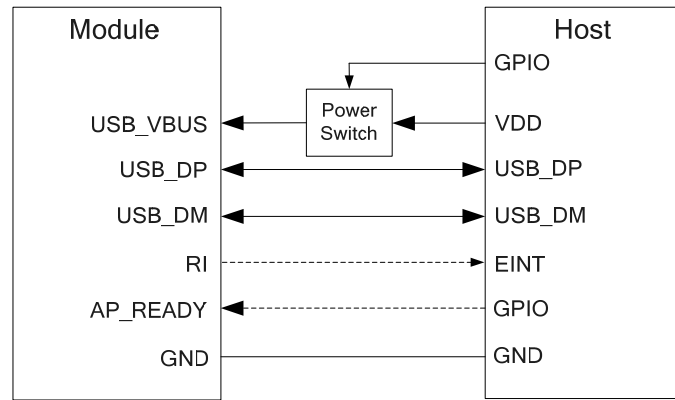 Module
Host
GPIO
Power
Switch
USB_VBUS
VDD
USB_DP
USB_DP
USB_DM
USB_DM
RI
EINT
AP_READY
GPIO
GND
GND